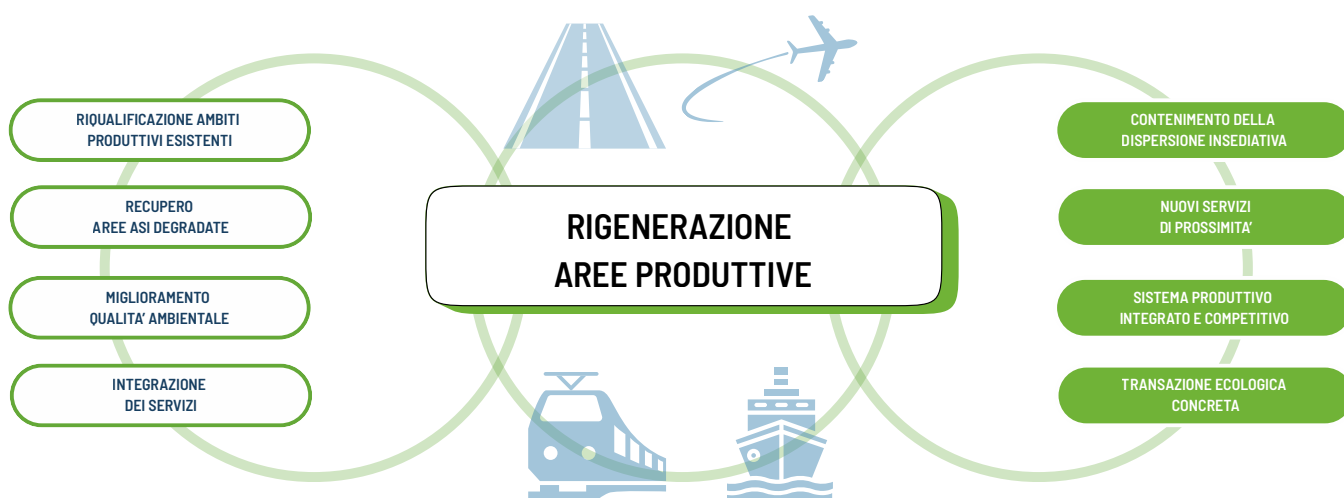 RIQUALIFICAZIONE AMBITI
PRODUTTIVI ESISTENTI
RECUPERO
AREE ASI DEGRADATE
MIGLIORAMENTO
QUALITA’ AMBIENTALE
INTEGRAZIONE
DEI SERVIZI
RIGENERAZIONE
AREE PRODUTTIVE
CONTENIMENTO DELLA
DISPERSIONE INSEDIATIVA
NUOVI SERVIZI
DI PROSSIMITA’
SISTEMA PRODUTTIVO
INTEGRATO E COMPETITIVO
TRANSAZIONE ECOLOGICA
CONCRETA